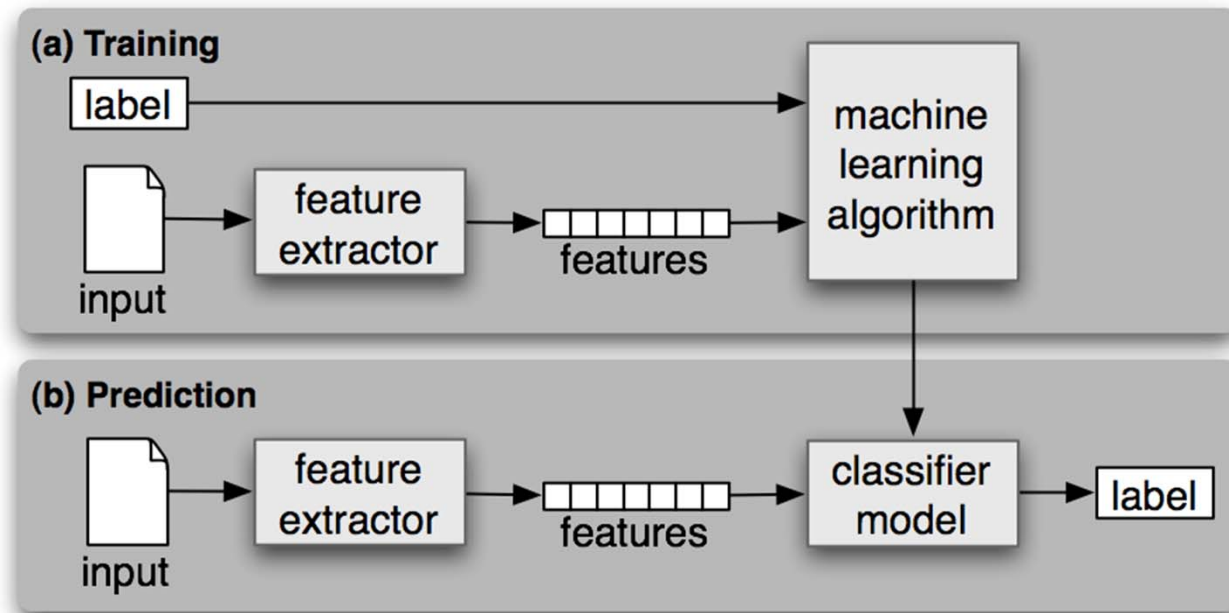 (a) Training
label
machine
learning
algorithm
feature
extractor
features
input
(b) Prediction
feature
extractor
features
input
classifier
model
label